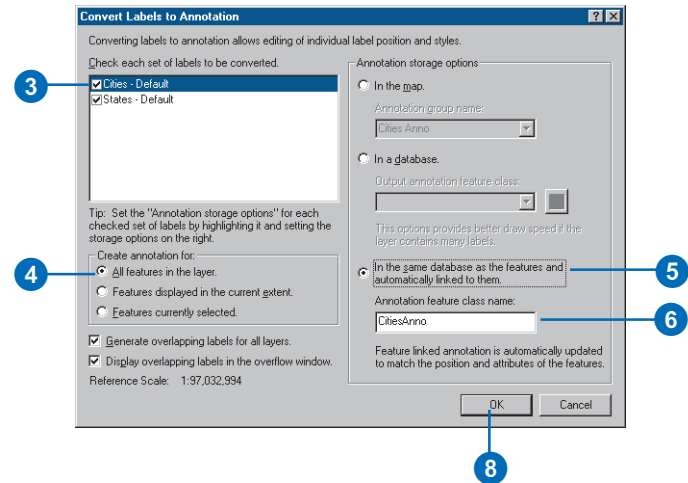 Convert Labels to Annotation
Converting labels to annotation allows editing of individual label position and styles.
Check each set of labels to be converted.
3
Cities - Default
States - Default
Tip: Set the "Annotation storage options" for each
checked set of labels by highlighting it and setting the
storage options on the right.
Create annotation for:
4
All features in the layer.
Features displayed in the current extent.
Features currently selected.
Generate overlapping labels for all layers.
Display overlapping labels in the overflow window.
Reference Scale: 1:97,032,994
Annotation storage options
In the map.
Annotation group name:
Cities Anno
In a database.
Output annotation feature class:
This options provides better draw speed if the
layer contains many labels.
In the same database as the features and
automatically linked to them.
5
Annotation feature class name:
CitiesAnno
6
Feature linked annotation is automatically updated
to match the position and attributes of the features.
OK
Cancel
8